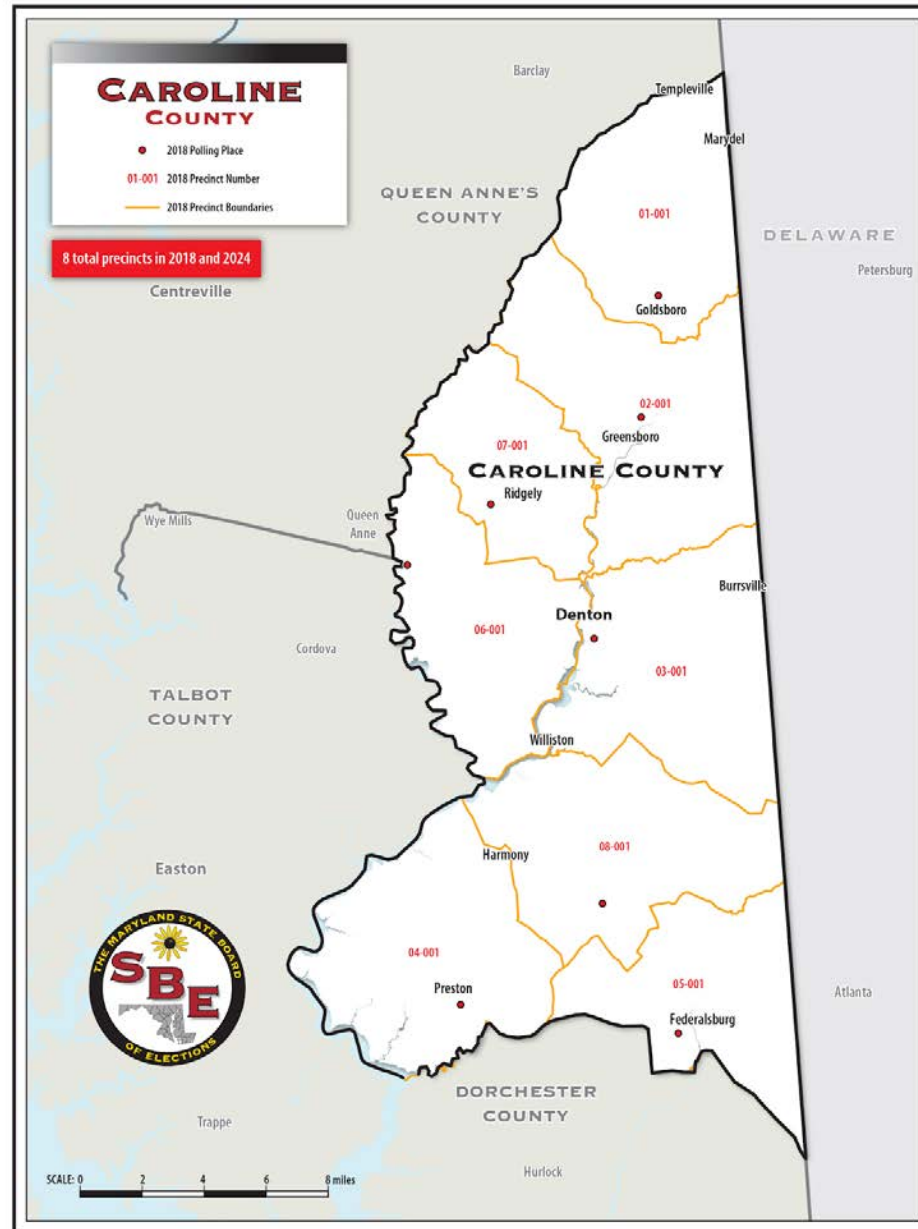 CAROLINE
COUNTY
2018 Polling Place
01-001 2018 Precinct Number
2018 Precinct Boundaries
8 total precincts in 2018 and 2024
Barclay
Templeville
Marydel
QUEEN ANNE'S
COUNTY
01-001
DELAWARE
Petersburg
Centreville
Goldsboro
02-001
Greensboro
07-001
CAROLINE COUNTY
Ridgely
Queen
Anne
Wye Mills
Burrsville
Denton
06-001
Cordova
03-001
TALBOT
COUNTY
Williston
Harmony
08-001
Easton
THE MARYLAND STATE BOARD
SBE
OF ELECTIONS
04-001
Preston
05-001
Federalsburg
Atlanta
DORCHESTER
COUNTY
Trappe
Hurlock
SCALE: 0 2 4 6 8 miles